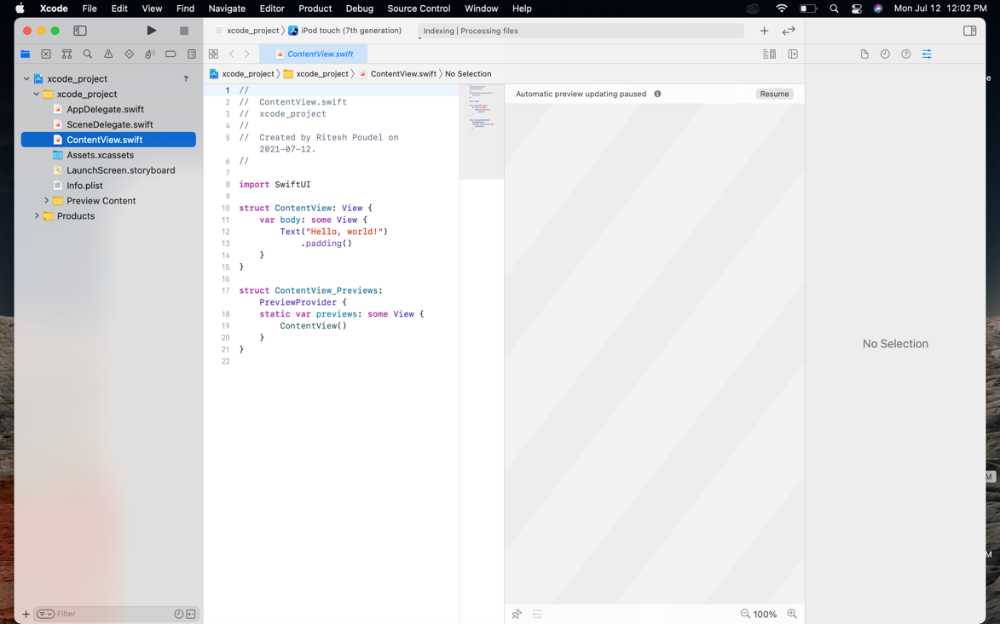 Xcode File Edit View Find Navigate Editor Product Debug Source Control Window Help Mon Jul 12 12:02 PM
xcode_project iPod touch (7th generation) Indexing | Processing files
ContentView.swift
xcode_project ContentView.swift No Selection
xcode_project ?
xcode_project
AppDelegate.swift
SceneDelegate.swift
ContentView.swift
Assets.xcassets
LaunchScreen.storyboard
Info.plist
Preview Content
Products
Filter
xcode_project
1 //
2 // ContentView.swift
3 // xcode_project
4 //
5 // Created by Ritesh Poudel on
2021-07-12.
6 //
7
8 import SwiftUI
9
10 struct ContentView: View {
11 var body: some View {
12 Text("Hello, world!")
13 .padding()
14 }
15 }
16
17 struct ContentView_Previews:
PreviewProvider {
18 static var previews: some View {
19 ContentView()
20 }
21 }
22
Automatic preview updating paused Resume
100%
No Selection
e
M
M